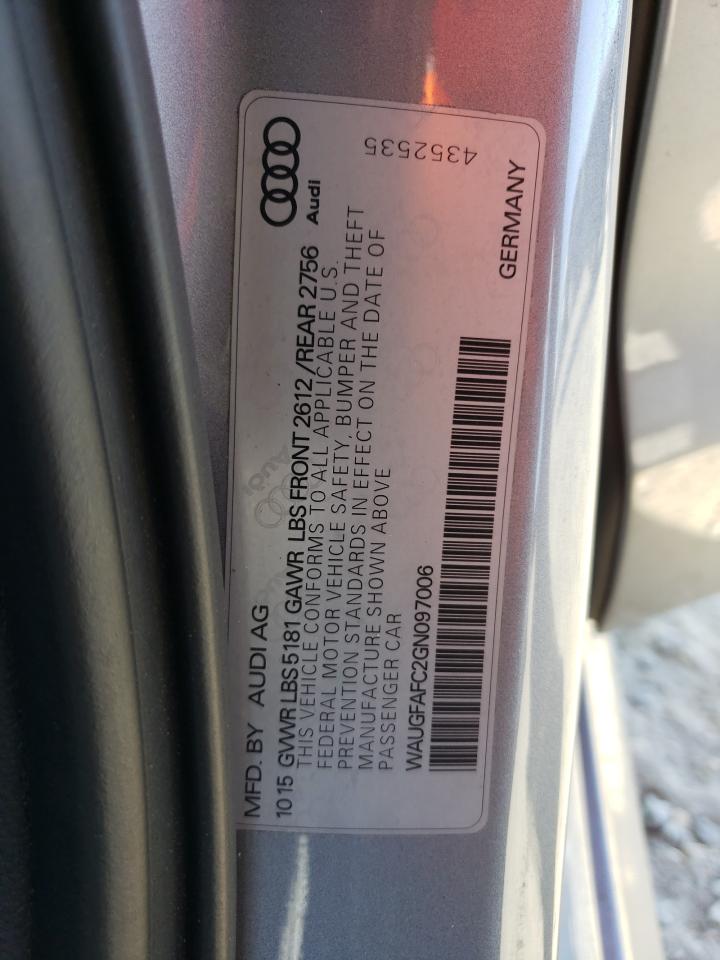 MFD. BY AUDI AG
10 15 GVWR LBS 5181 GAWR LBS FRONT 2612 /REAR 2756
THIS VEHICLE CONFORMS TO ALL APPLICABLE U.S.
FEDERAL MOTOR VEHICLE SAFETY, BUMPER AND THEFT
PREVENTION STANDARDS IN EFFECT ON THE DATE OF
MANUFACTURE SHOWN ABOVE
PASSENGER CAR
WAUGFAFC2GN097006
Audi
4352535
GERMANY